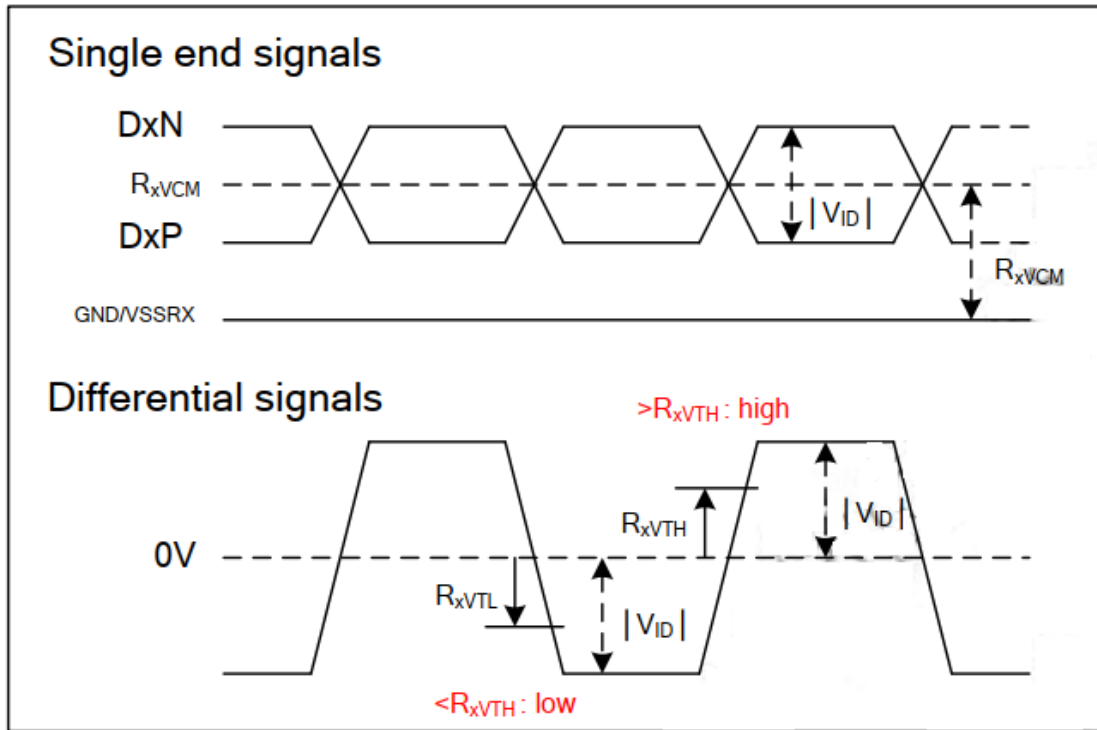 Single end signals
DxN
RxVCM
DxP
|VID|
RxVCM
GND/VSSRX
Differential signals
>RxVTH : high
RxVTH
|VID|
0V
RxVTL
|VID|
<RxVTH : low